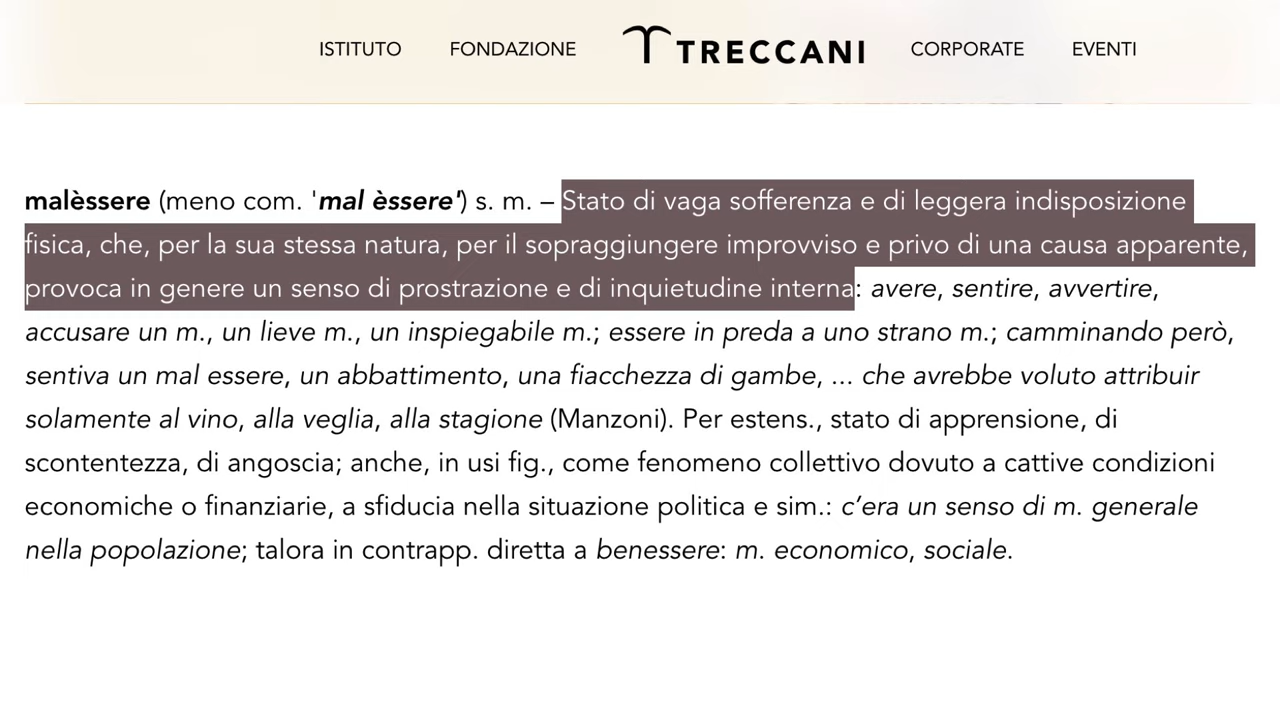 ISTITUTO FONDAZIONE TRECCANI CORPORATE EVENTI
malèssere (meno com. 'mal èssere') s. m. – Stato di vaga sofferenza e di leggera indisposizione
fisica, che, per la sua stessa natura, per il sopraggiungere improvviso e privo di una causa apparente,
provoca in genere un senso di prostrazione e di inquietudine interna: avere, sentire, avvertire,
accusare un m., un lieve m., un inspiegabile m.; essere in preda a uno strano m.; camminando però,
sentiva un mal essere, un abbattimento, una fiacchezza di gambe, ... che avrebbe voluto attribuir
solamente al vino, alla veglia, alla stagione (Manzoni). Per estens., stato di apprensione, di
scontentezza, di angoscia; anche, in usi fig., come fenomeno collettivo dovuto a cattive condizioni
economiche o finanziarie, a sfiducia nella situazione politica e sim.: c’era un senso di m. generale
nella popolazione; talora in contrapp. diretta a benessere: m. economico, sociale.